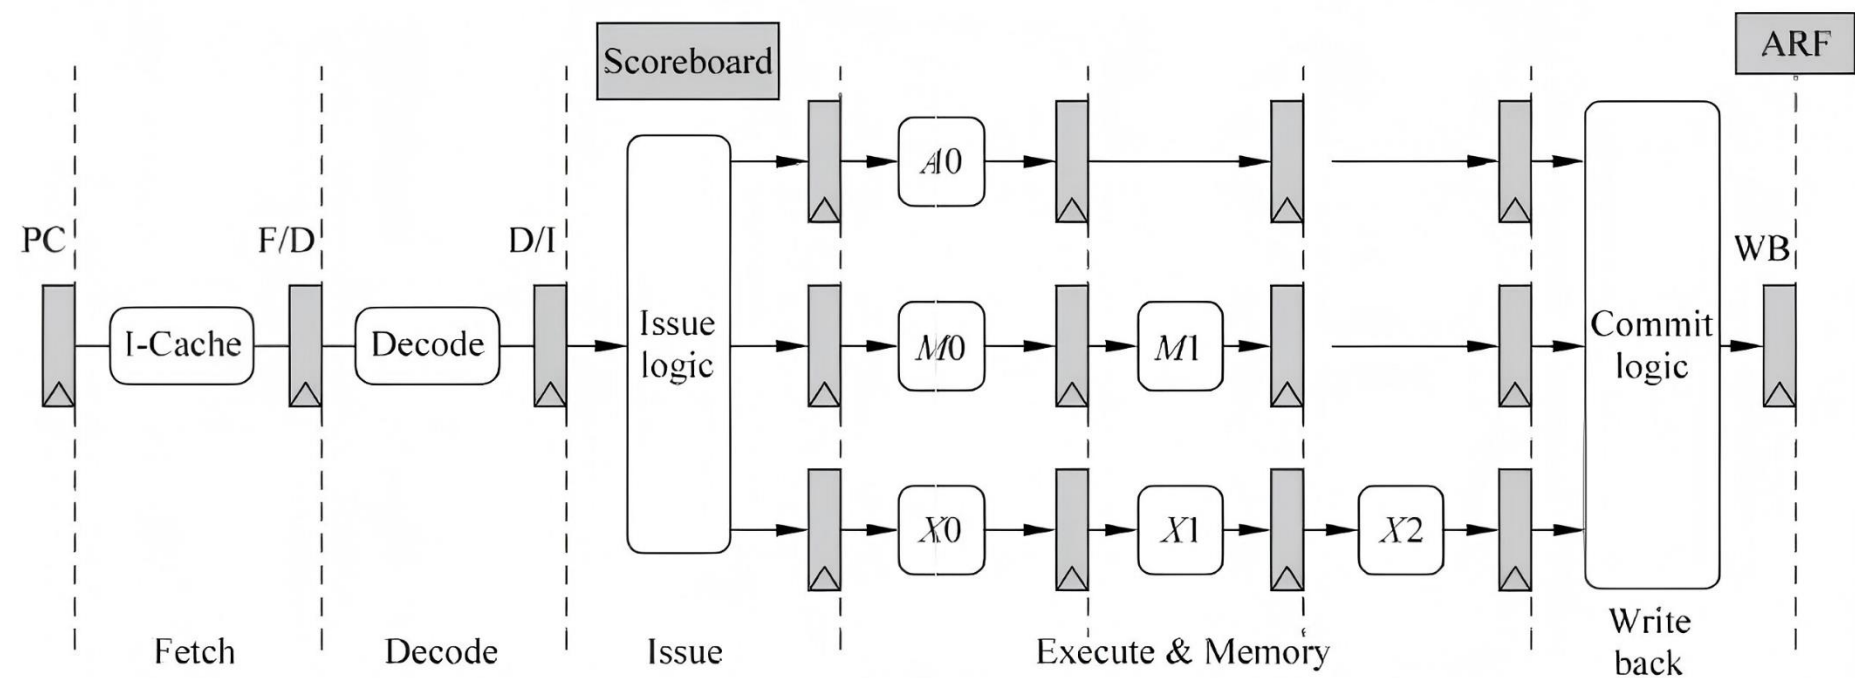 Scoreboard
ARF
PC
F/D
D/I
WB
I-Cache
Decode
Issue
logic
A0
M0
M1
X0
X1
X2
Commit
logic
Fetch
Decode
Issue
Execute & Memory
Write
back